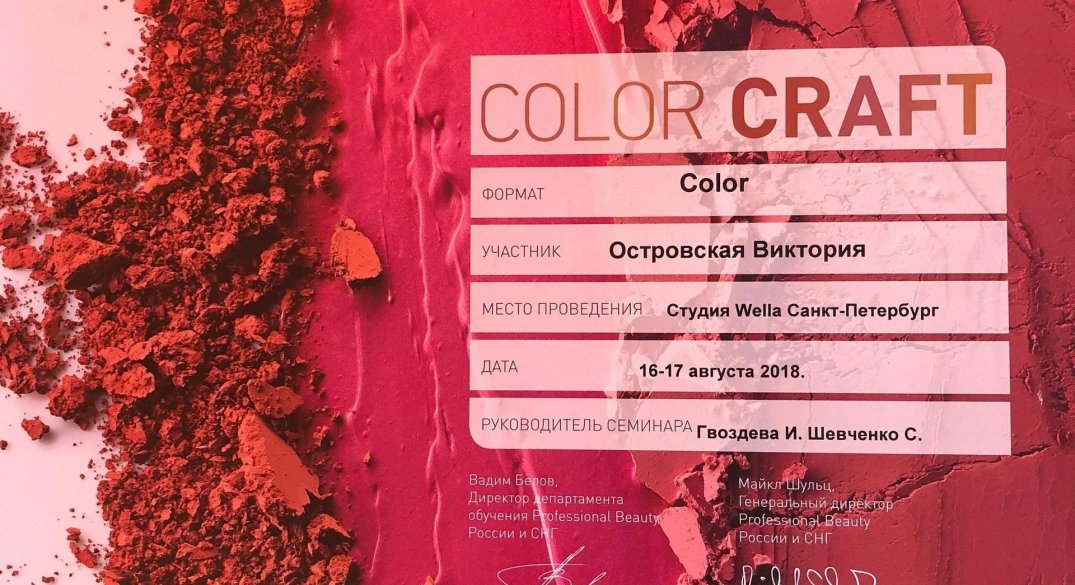 COLOR CRAFT
ФОРМАТ Color
УЧАСТНИК Островская Виктория
МЕСТО ПРОВЕДЕНИЯ Студия Wella Санкт-Петербург
ДАТА 16-17 августа 2018.
РУКОВОДИТЕЛЬ СЕМИНАРА Гвоздева И. Шевченко С.
Вадим Белов,
Директор департамента
обучения Professional Beauty
России и СНГ
Майкл Шульц,
Генеральный директор
Professional Beauty
России и СНГ